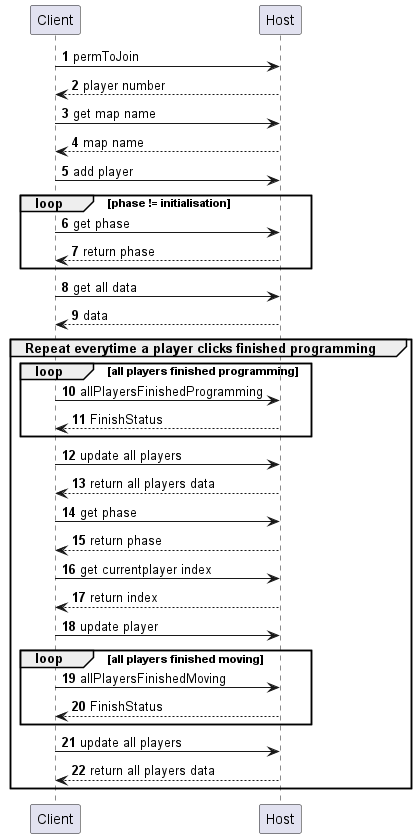 Client Host
1 permToJoin
2 player number
3 get map name
4 map name
5 add player
loop [phase != initialisation]
6 get phase
7 return phase
8 get all data
9 data
Repeat everytime a player clicks finished programming
loop [all players finished programming]
10 allPlayersFinishedProgramming
11 FinishStatus
12 update all players
13 return all players data
14 get phase
15 return phase
16 get currentplayer index
17 return index
18 update player
loop [all players finished moving]
19 allPlayersFinishedMoving
20 FinishStatus
21 update all players
22 return all players data
Client Host